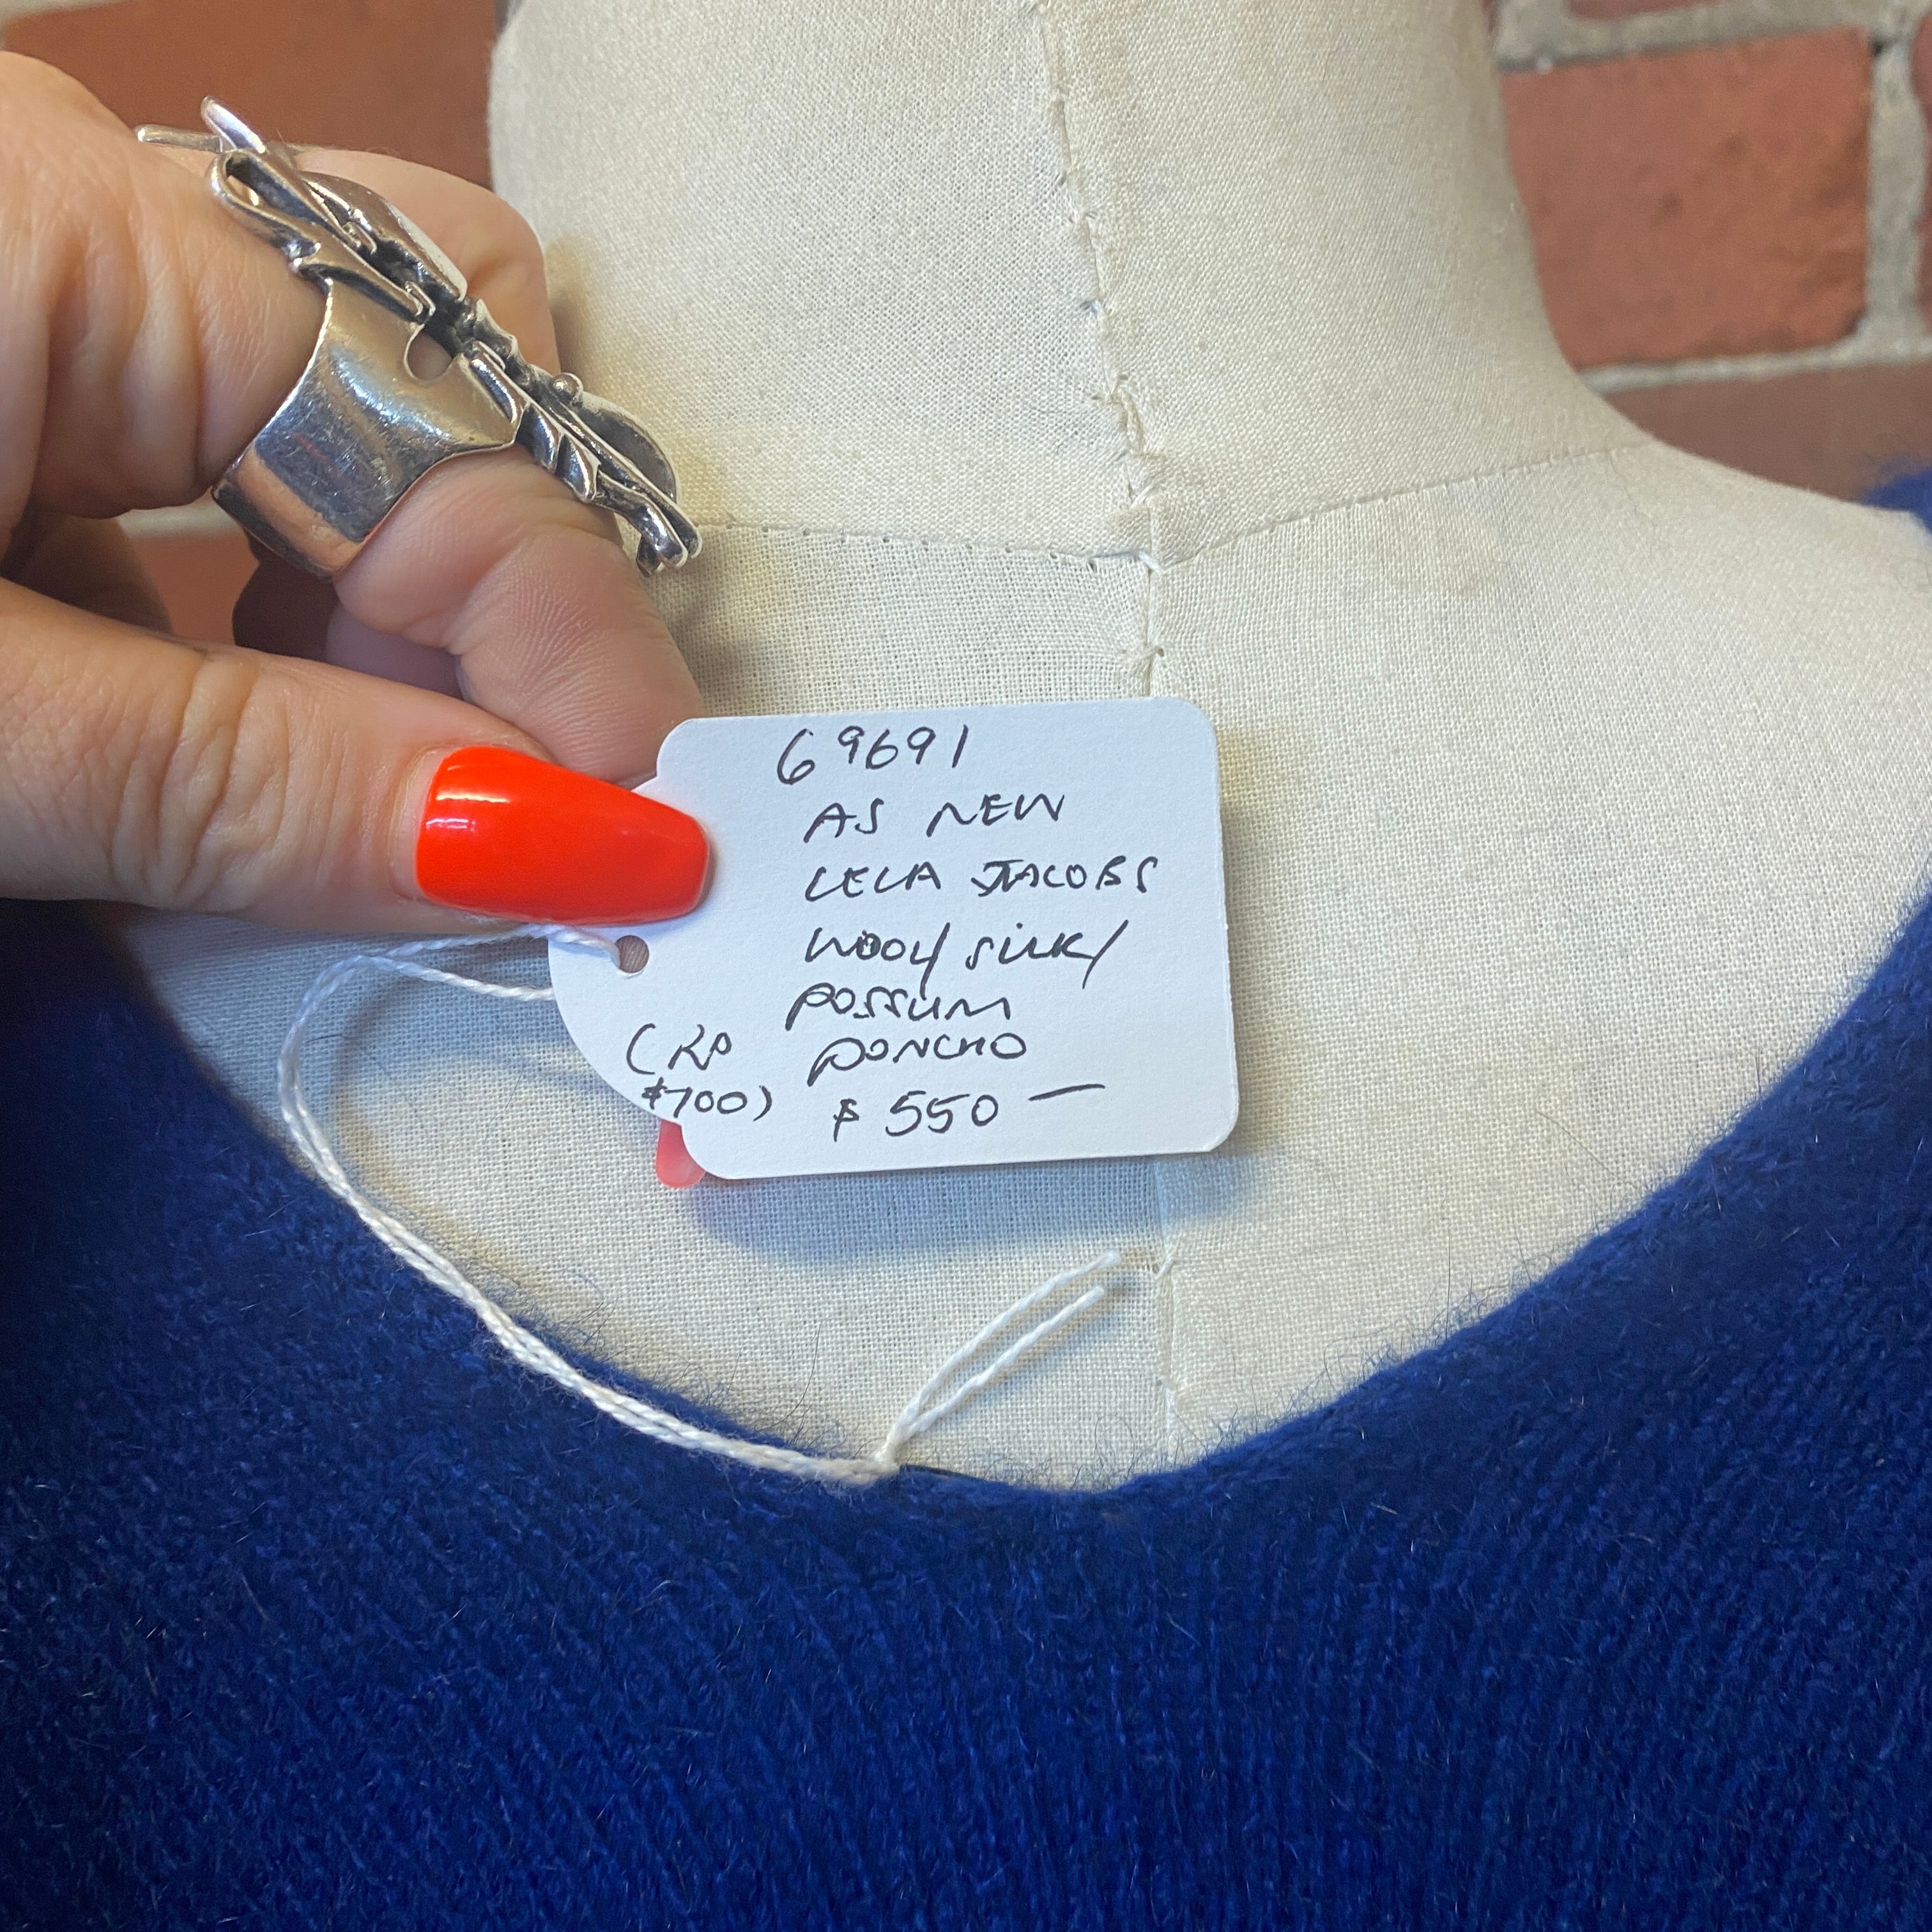 69691
AS NEW
LELA JACOBS
WOOL/SILK/
POSSUM
PONCHO
(RP
$700)
$550-